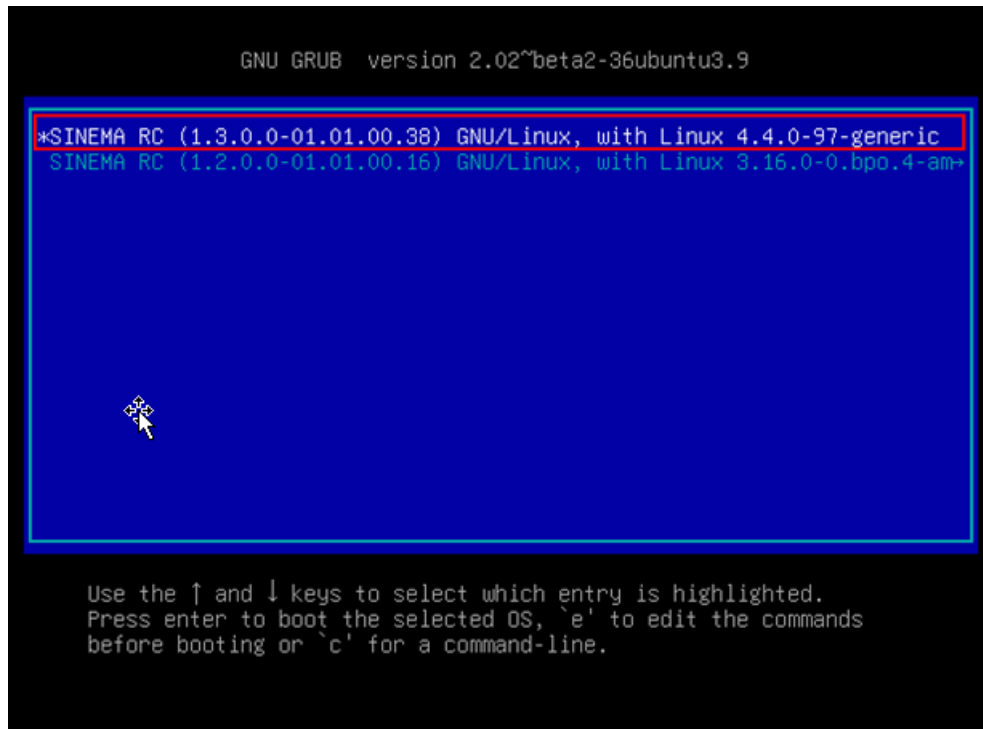 GNU GRUB  version 2.02~beta2-36ubuntu3.9
*SINEMA RC (1.3.0.0-01.01.00.38) GNU/Linux, with Linux 4.4.0-97-generic
SINEMA RC (1.2.0.0-01.01.00.16) GNU/Linux, with Linux 3.16.0-0.bpo.4-am→
Use the ↑ and ↓ keys to select which entry is highlighted.
Press enter to boot the selected OS, `e' to edit the commands
before booting or `c' for a command-line.